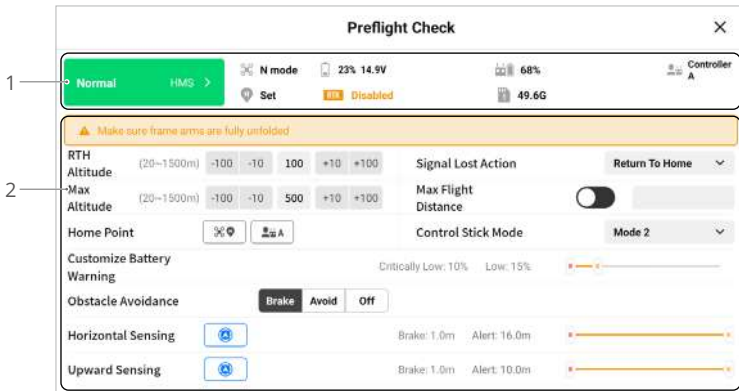 Preflight Check
1
Normal HMS >
N mode 23% 14.9V 68% Controller A
Set RTK Disabled 49.6G
Make sure frame arms are fully unfolded
2
RTH Altitude (20~1500m) -100 -10 100 +10 +100 Signal Lost Action Return To Home
Max Altitude (20~1500m) -100 -10 500 +10 +100 Max Flight Distance
Home Point A Control Stick Mode Mode 2
Customize Battery Warning Critically Low: 10% Low: 15%
Obstacle Avoidance Brake Avoid Off
Horizontal Sensing Brake: 1.0m Alert: 16.0m
Upward Sensing Brake: 1.0m Alert: 10.0m